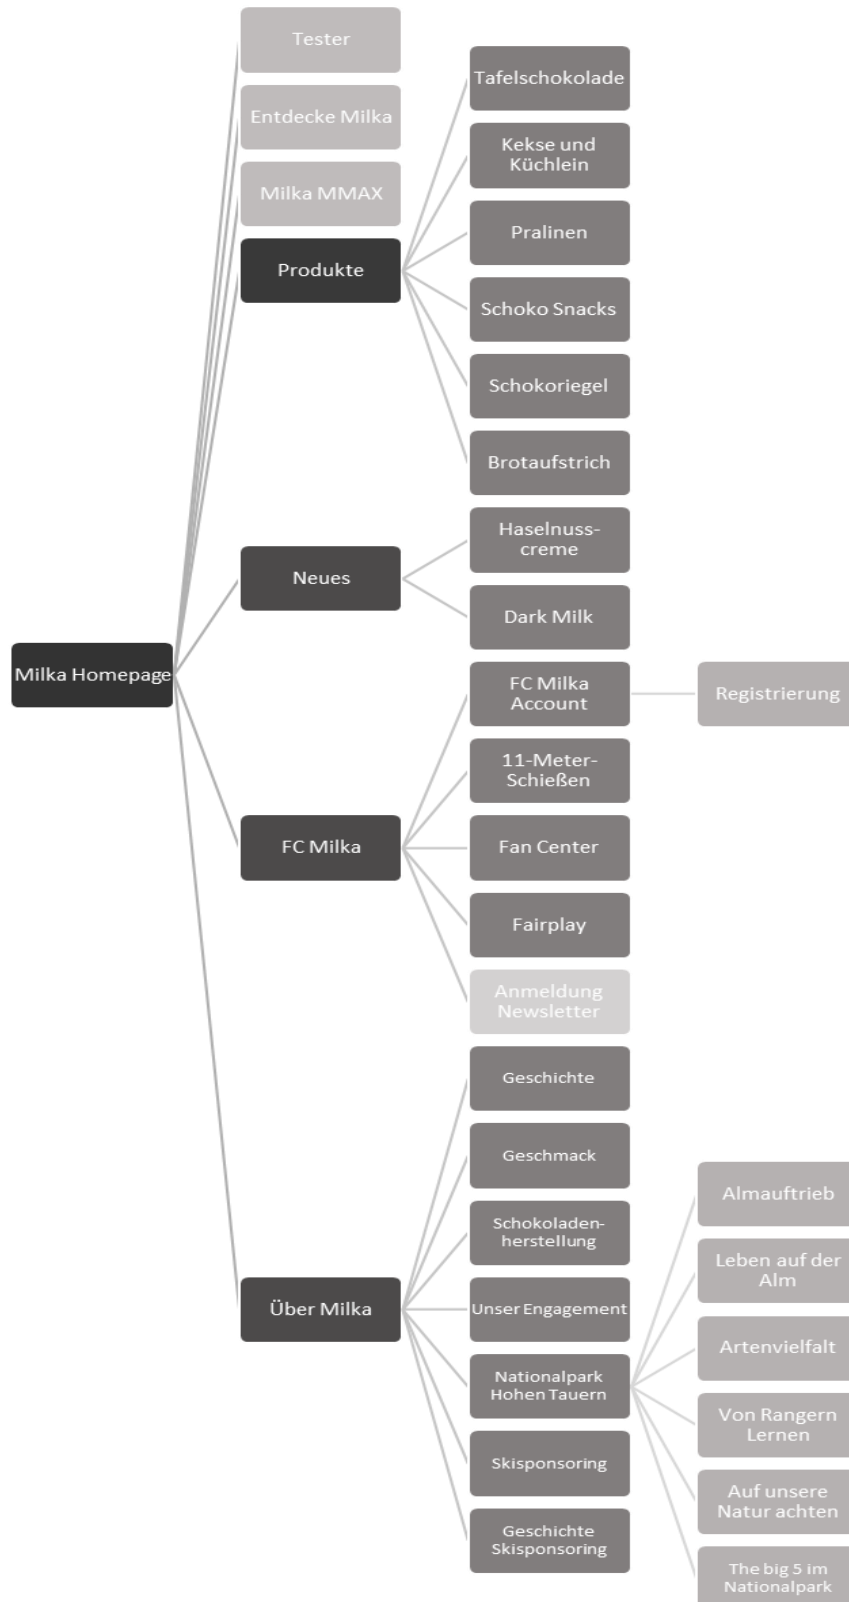 Tester
Entdecke Milka
Milka MMAX
Produkte
Tafelschokolade
Kekse und
Küchlein
Pralinen
Schoko Snacks
Schokoriegel
Brotaufstrich
Neues
Haselnuss-
creme
Dark Milk
Milka Homepage
FC Milka
FC Milka
Account
Registrierung
11-Meter-
Schießen
Fan Center
Fairplay
Anmeldung
Newsletter
Über Milka
Geschichte
Geschmack
Schokoladen-
herstellung
Unser Engagement
Nationalpark
Hohen Tauern
Almauftrieb
Leben auf der
Alm
Artenvielfalt
Von Rangern
Lernen
Auf unsere
Natur achten
The big 5 im
Nationalpark
Skisponsoring
Geschichte
Skisponsoring